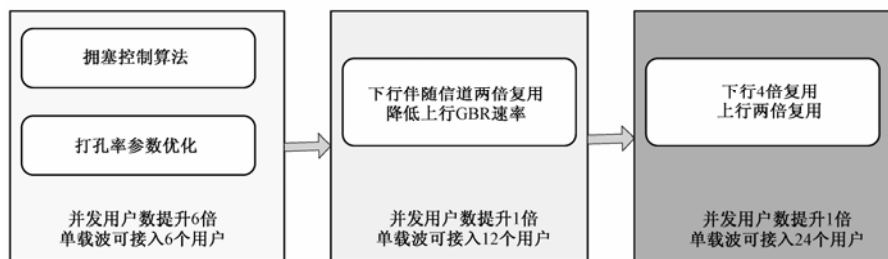 拥塞控制算法
打孔率参数优化
并发用户数提升6倍
单载波可接入6个用户
下行伴随信道两倍复用
降低上行GBR速率
并发用户数提升1倍
单载波可接入12个用户
下行4倍复用
上行两倍复用
并发用户数提升1倍
单载波可接入24个用户